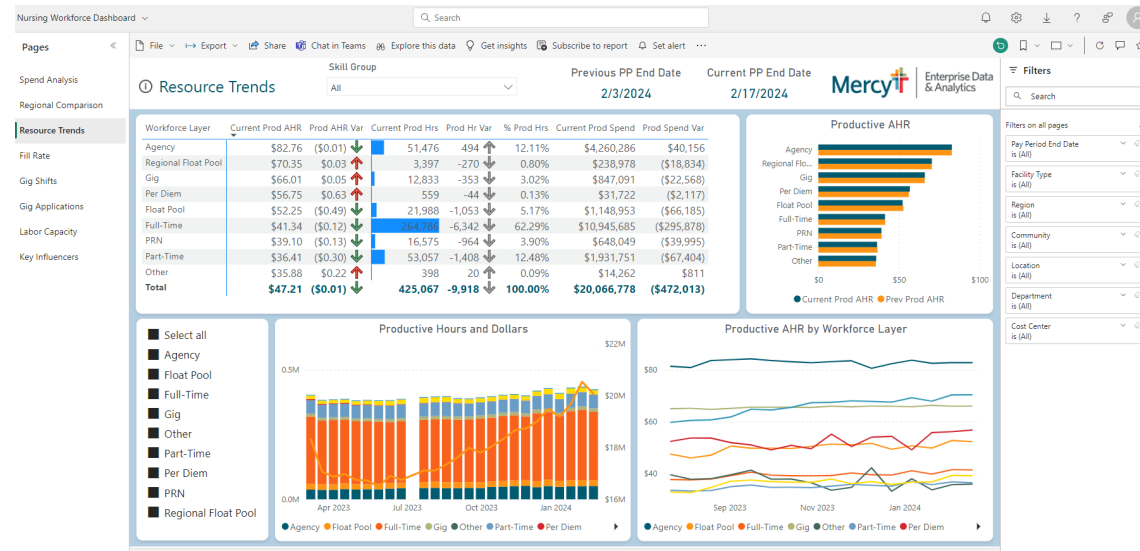 Nursing Workforce Dashboard
Search
Pages
File
Export
Share
Chat in Teams
Explore this data
Get insights
Subscribe to report
Set alert
Spend Analysis
Regional Comparison
Resource Trends
Fill Rate
Gig Shifts
Gig Applications
Labor Capacity
Key Influencers
Resource Trends
Skill Group
All
Previous PP End Date
2/3/2024
Current PP End Date
2/17/2024
Mercy
Enterprise Data
& Analytics
Workforce Layer Current Prod AHR Prod AHR Var Current Prod Hrs Prod Hr Var % Prod Hrs Current Prod Spend Prod Spend Var
Agency $82.76 ($0.01) 51,476 494 12.11% $4,260,286 $40,156
Regional Float Pool $70.35 $0.03 3,397 -270 0.80% $238,978 ($18,834)
Gig $66.01 $0.05 12,833 -353 3.02% $847,091 ($22,568)
Per Diem $56.75 $0.63 559 -44 0.13% $31,722 ($2,117)
Float Pool $52.25 ($0.49) 21,988 -1,053 5.17% $1,148,953 ($66,185)
Full-Time $41.34 ($0.12) 264,786 -6,342 62.29% $10,945,685 ($295,878)
PRN $39.10 ($0.13) 16,575 -964 3.90% $648,049 ($39,995)
Part-Time $36.41 ($0.30) 53,057 -1,408 12.48% $1,931,751 ($67,404)
Other $35.88 $0.22 398 20 0.09% $14,262 $811
Total $47.21 ($0.01) 425,067 -9,918 100.00% $20,066,778 ($472,013)
Productive AHR
Agency
Regional Flo...
Gig
Per Diem
Float Pool
Full-Time
PRN
Part-Time
Other
$0 $50 $100
Current Prod AHR Prev Prod AHR
Select all
Agency
Float Pool
Full-Time
Gig
Other
Part-Time
Per Diem
PRN
Regional Float Pool
Productive Hours and Dollars
$22M
0.5M
$20M
$18M
0.0M
$16M
Apr 2023 Jul 2023 Oct 2023 Jan 2024
Agency Float Pool Full-Time Gig Other Part-Time Per Diem
Productive AHR by Workforce Layer
$80
$60
$40
Sep 2023 Nov 2023 Jan 2024
Agency Float Pool Full-Time Gig Other Part-Time Per Diem
Filters
Search
Filters on all pages
Pay Period End Date
is (All)
Facility Type
is (All)
Region
is (All)
Community
is (All)
Location
is (All)
Department
is (All)
Cost Center
is (All)